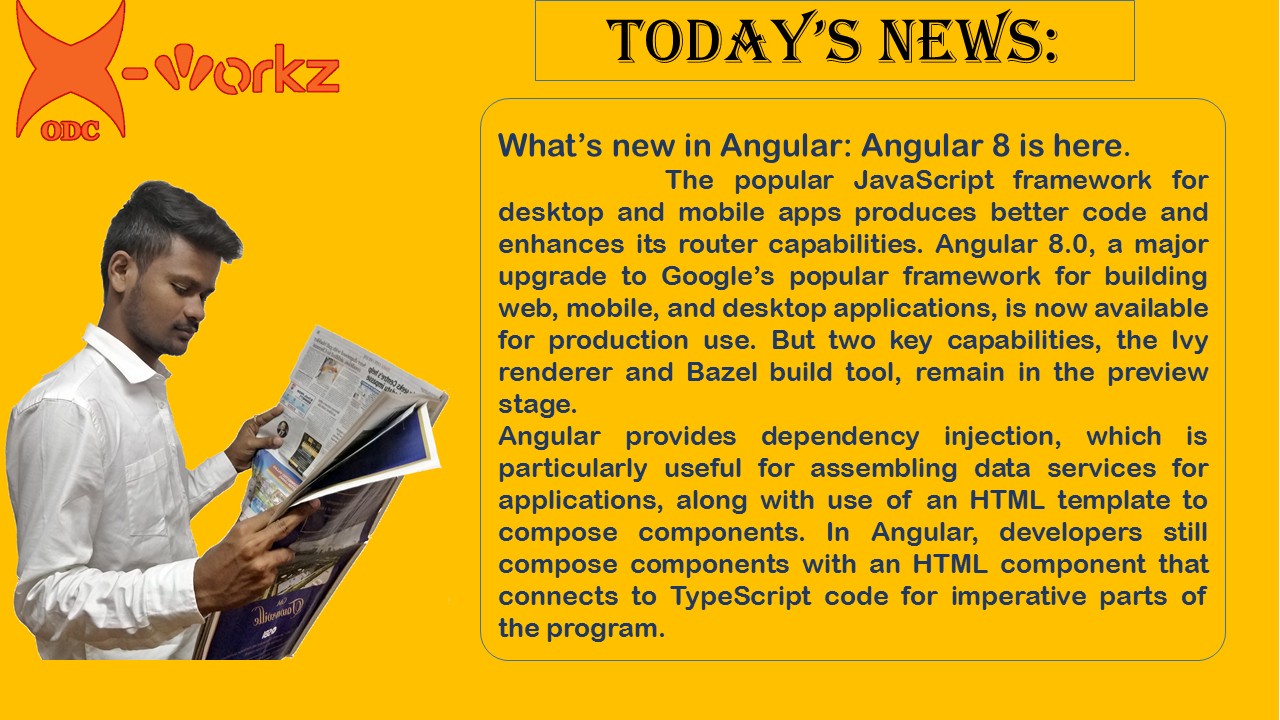 X-workz
ODC
TODAY'S NEWS:
What's new in Angular: Angular 8 is here.
The popular JavaScript framework for
desktop and mobile apps produces better code and
enhances its router capabilities. Angular 8.0, a major
upgrade to Google's popular framework for building
web, mobile, and desktop applications, is now available
for production use. But two key capabilities, the Ivy
renderer and Bazel build tool, remain in the preview
stage.
Angular provides dependency injection, which is
particularly useful for assembling data services for
applications, along with use of an HTML template to
compose components. In Angular, developers still
compose components with an HTML component that
connects to TypeScript code for imperative parts of
the program.